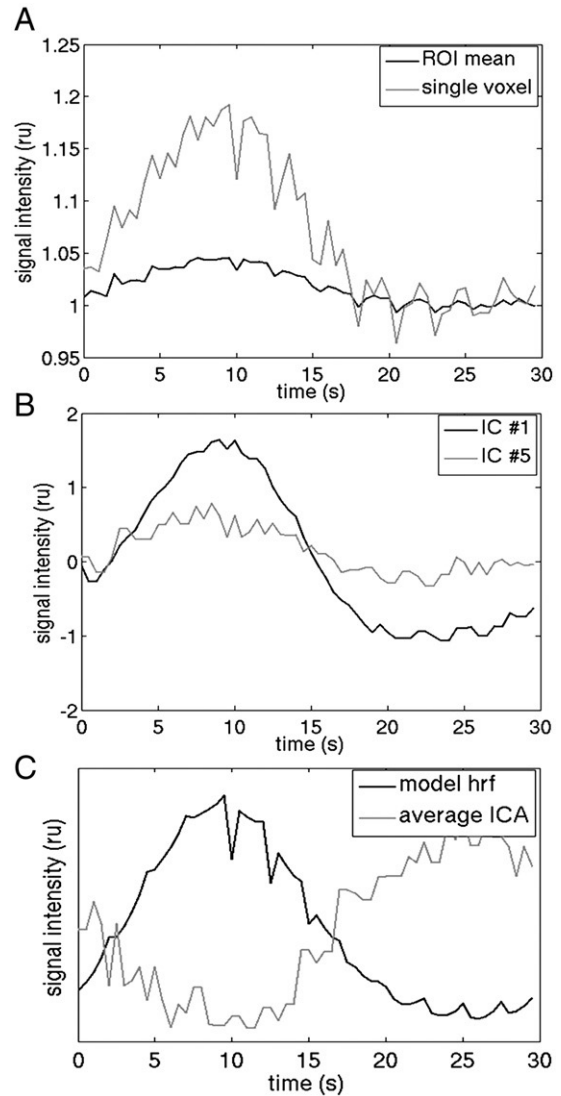 A
1.25
ROI mean
single voxel
1.2
1.15
1.1
1.05
1
0.95
signal intensity (ru)
0 5 10 15 20 25 30
time (s)
B
2
IC #1
IC #5
1
0
-1
-2
signal intensity (ru)
0 5 10 15 20 25 30
time (s)
C
model hrf
average ICA
signal intensity (ru)
0 5 10 15 20 25 30
time (s)